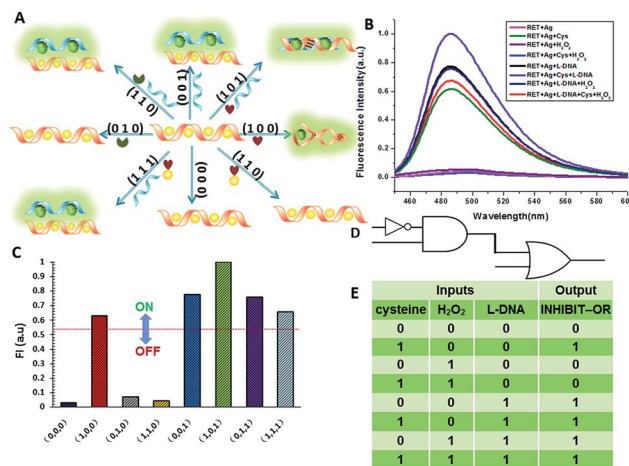 A
(1 1 0)
(0 0 1)
(1 0 1)
(0 1 0)
(1 0 0)
(1 1 1)
(0 0 0)
(1 1 0)
B
Fluorescence Intensity(a.u.)
1.0
0.8
0.6
0.4
0.2
0.0
RET+Ag
RET+Ag+Cys
RET+Ag+H₂O₂
RET+Ag+Cys+H₂O₂
RET+Ag+L-DNA
RET+Ag+Cys+L-DNA
RET+Ag+L-DNA+H₂O₂
RET+Ag+L-DNA+Cys+H₂O₂
480
500
520
540
560
580
Wavelength(nm)
C
FI (a.u)
1
0.9
0.8
0.7
0.6
0.5
0.4
0.3
0.2
0.1
0
ON
OFF
(0,0,0)
(1,0,0)
(0,1,0)
(1,1,0)
(0,0,1)
(1,0,1)
(0,1,1)
(1,1,1)
D
E
Inputs Output
cysteine H₂O₂ L-DNA INHIBIT–OR
0 0 0 0
1 0 0 1
0 1 0 0
1 1 0 0
0 0 1 1
1 0 1 1
0 1 1 1
1 1 1 1